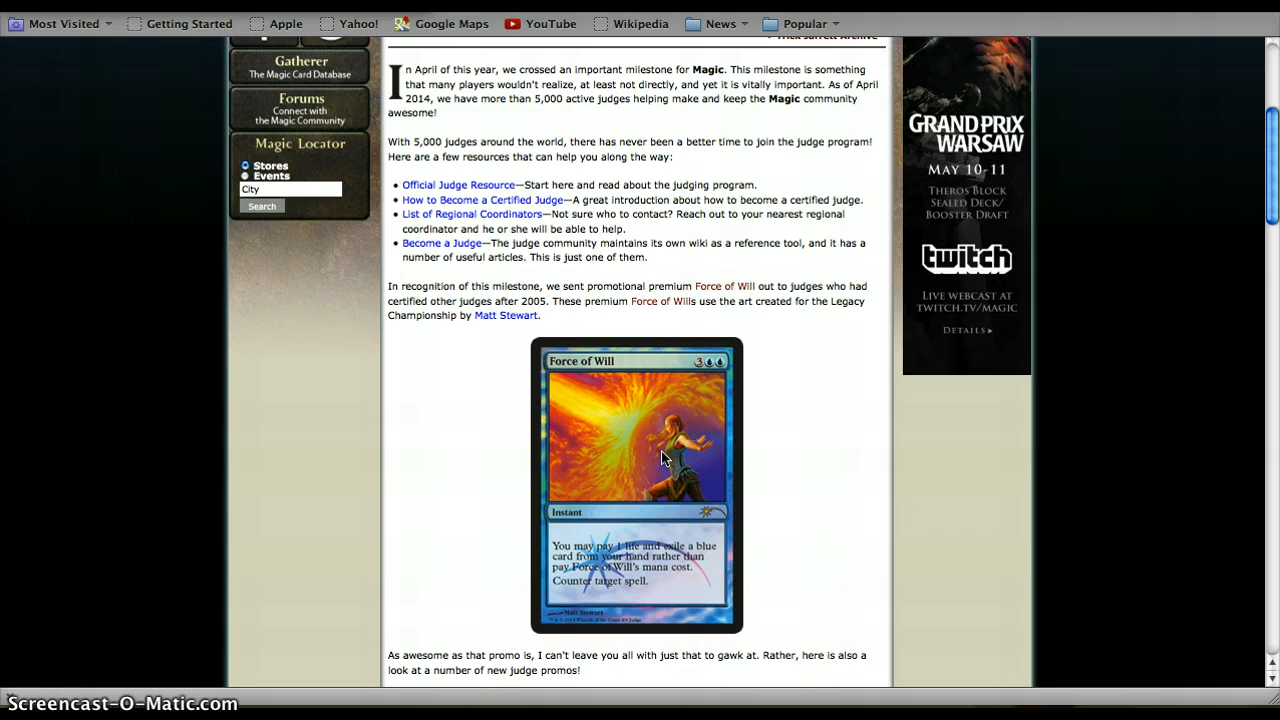 Most Visited Getting Started Apple Yahoo! Google Maps YouTube Wikipedia News Popular
Gatherer
The Magic Card Database
Forums
Connect with
the Magic Community
Magic Locator
Stores
Events
City
Search
Trick Jarrett Archive
In April of this year, we crossed an important milestone for Magic. This milestone is something
that many players wouldn't realize, at least not directly, and yet it is vitally important. As of April
2014, we have more than 5,000 active judges helping make and keep the Magic community
awesome!
With 5,000 judges around the world, there has never been a better time to join the judge program!
Here are a few resources that can help you along the way:
• Official Judge Resource—Start here and read about the judging program.
• How to Become a Certified Judge—A great introduction about how to become a certified judge.
• List of Regional Coordinators—Not sure who to contact? Reach out to your nearest regional
coordinator and he or she will be able to help.
• Become a Judge—The judge community maintains its own wiki as a reference tool, and it has a
number of useful articles. This is just one of them.
In recognition of this milestone, we sent promotional premium Force of Will out to judges who had
certified other judges after 2005. These premium Force of Wills use the art created for the Legacy
Championship by Matt Stewart.
Force of Will 3
Instant
You may pay 1 life and exile a blue
card from your hand rather than
pay Force of Will's mana cost.
Counter target spell.
Matt Stewart
As awesome as that promo is, I can't leave you all with just that to gawk at. Rather, here is also a
look at a number of new judge promos!
GRAND PRIX
WARSAW
MAY 10-11
THEROS BLOCK
SEALED DECK/
BOOSTER DRAFT
twitch
LIVE WEBCAST AT
TWITCH.TV/MAGIC
DETAILS ▸
Screencast-O-Matic.com